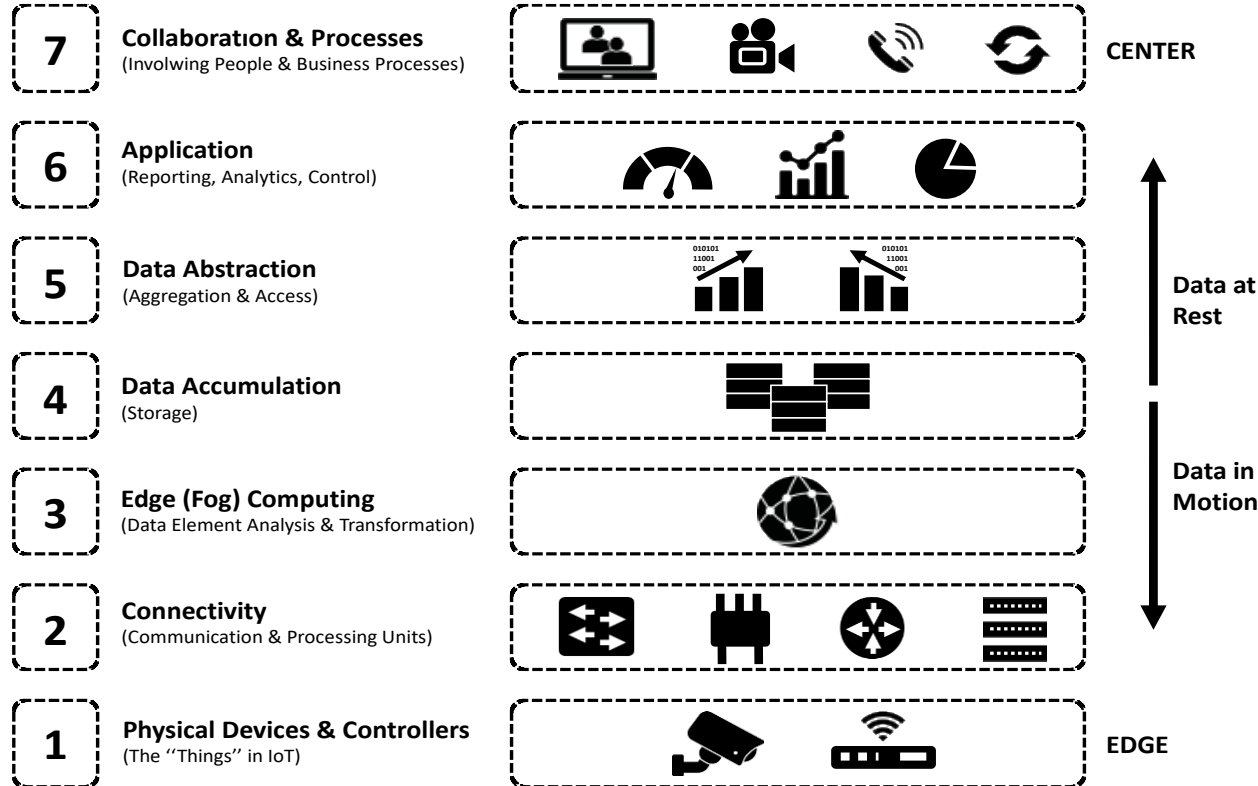 7
Collaboratıon & Processes
(Involwing People & Business Processes)
CENTER
6
Application
(Reporting, Analytics, Control)
5
Data Abstraction
(Aggregation & Access)
010101
11001
001
010101
11001
001
Data at
Rest
4
Data Accumulation
(Storage)
3
Edge (Fog) Computing
(Data Element Analysis & Transformation)
Data in
Motion
2
Connectivity
(Communication & Processing Units)
1
Physical Devices & Controllers
(The ‘‘Things’’ in IoT)
EDGE